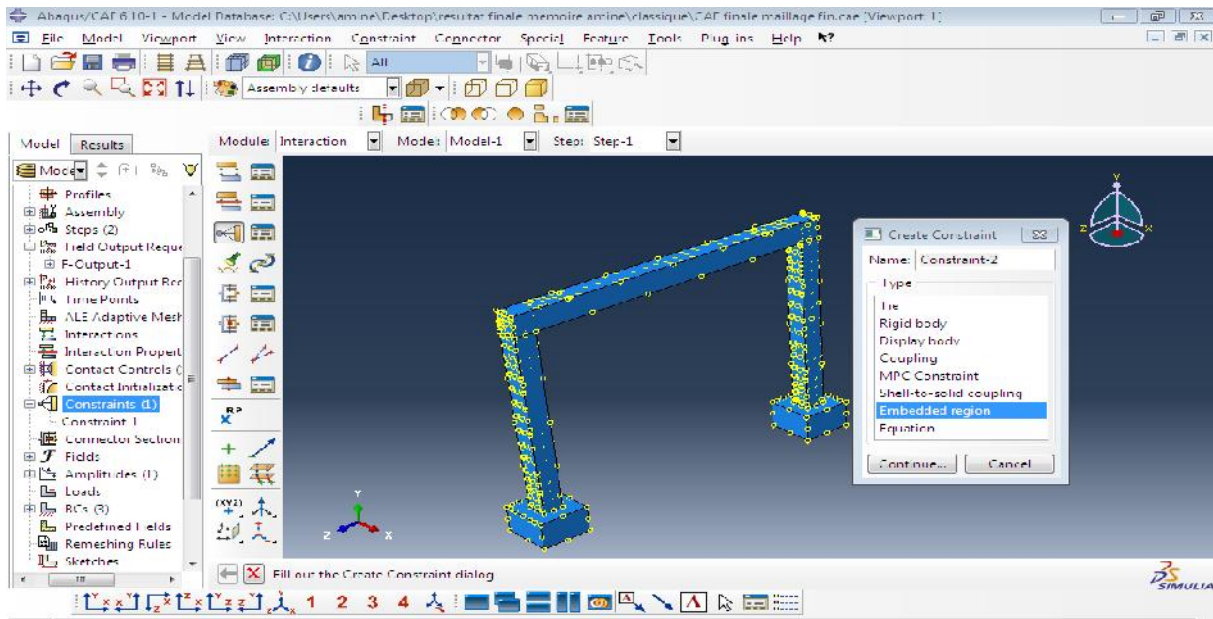 Abaqus/CAE 6.10-1 - Model Database: C:\Users\amine\Desktop\resultat finale memoire amine\classique\CAE finale maillage fin.cae [Viewport: 1]
File Model Viewport View Interaction Constraint Connector Special Feature Tools Plug-ins Help
All
Assembly defaults
Model Results
Module: Interaction Model: Model-1 Step: Step-1
Mode
Profiles
Assembly
Steps (2)
Field Output Reque
F-Output-1
History Output Rec
Time Points
ALE Adaptive Mesh
Interactions
Interaction Propert
Contact Controls (
Contact Initializatio
Constraints (1)
Constraint-1
Connector Section
Fields
Amplitudes (1)
Loads
BCs (3)
Predefined Fields
Remeshing Rules
Sketches
RP
(XYZ)
Y
Z X
Y
Z X
Create Constraint
Name: Constraint-2
Type
Tie
Rigid body
Display body
Coupling
MPC Constraint
Shell-to-solid coupling
Embedded region
Equation
Continue... Cancel
Fill out the Create Constraint dialog
SIMULIA
1 2 3 4